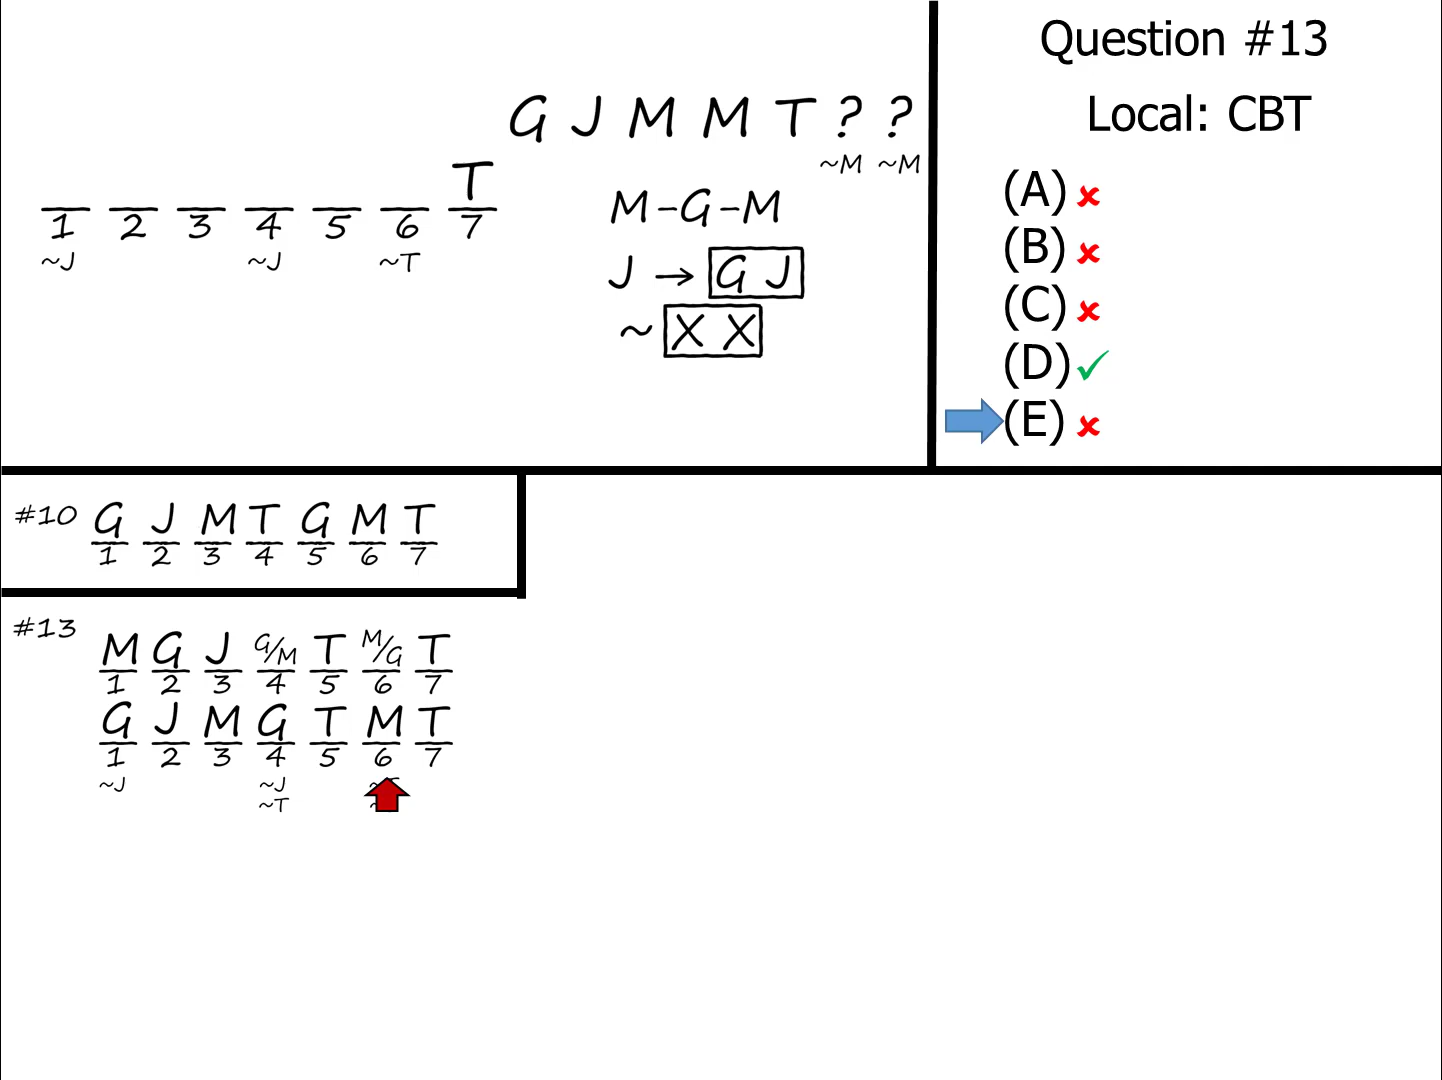 G J M M T ? ?
~M ~M
T
1 2 3 4 5 6 7
~J ~J ~T
M-G-M
J → G J
~ X X
Question #13
Local: CBT
(A)
(B)
(C)
(D)
(E)
#10 G J M T G M T
1 2 3 4 5 6 7
#13 M G J G/M T M/G T
1 2 3 4 5 6 7
G J M G T M T
1 2 3 4 5 6 7
~J ~J
~T